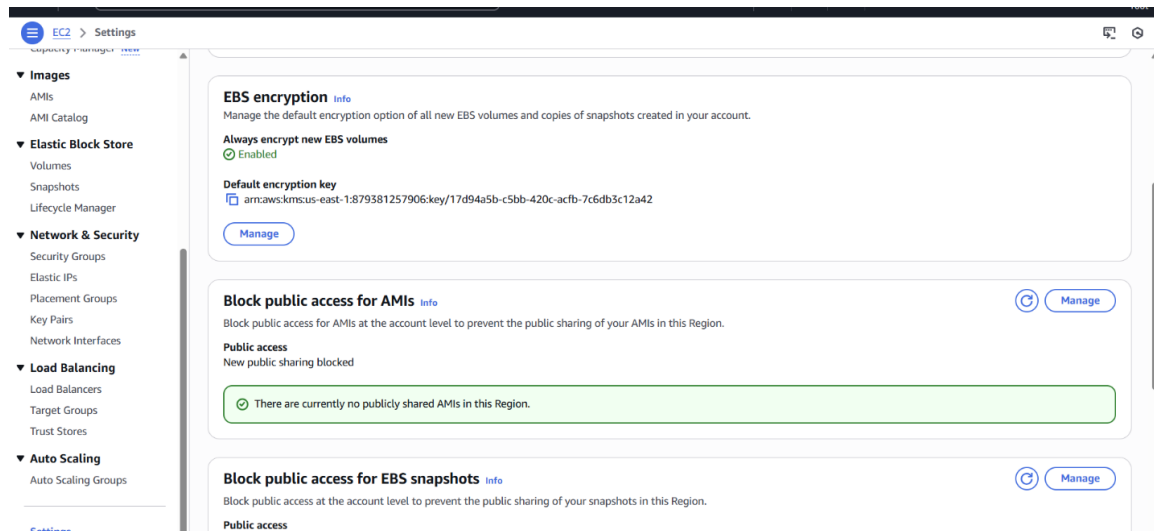 EC2 > Settings
Capacity Manager New
Images
AMIs
AMI Catalog
Elastic Block Store
Volumes
Snapshots
Lifecycle Manager
Network & Security
Security Groups
Elastic IPs
Placement Groups
Key Pairs
Network Interfaces
Load Balancing
Load Balancers
Target Groups
Trust Stores
Auto Scaling
Auto Scaling Groups
Settings
EBS encryption Info
Manage the default encryption option of all new EBS volumes and copies of snapshots created in your account.
Always encrypt new EBS volumes
Enabled
Default encryption key
arn:aws:kms:us-east-1:879381257906:key/17d94a5b-c5bb-420c-acfb-7c6db3c12a42
Manage
Block public access for AMIs Info
Manage
Block public access for AMIs at the account level to prevent the public sharing of your AMIs in this Region.
Public access
New public sharing blocked
There are currently no publicly shared AMIs in this Region.
Block public access for EBS snapshots Info
Manage
Block public access at the account level to prevent the public sharing of your snapshots in this Region.
Public access